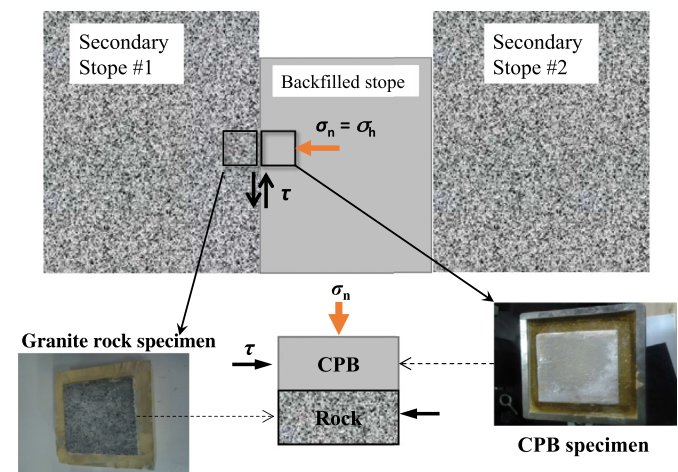 Secondary
Stope #1
Backfilled stope
Secondary
Stope #2
σn = σh
τ
σn
Granite rock specimen
τ
CPB
Rock
CPB specimen